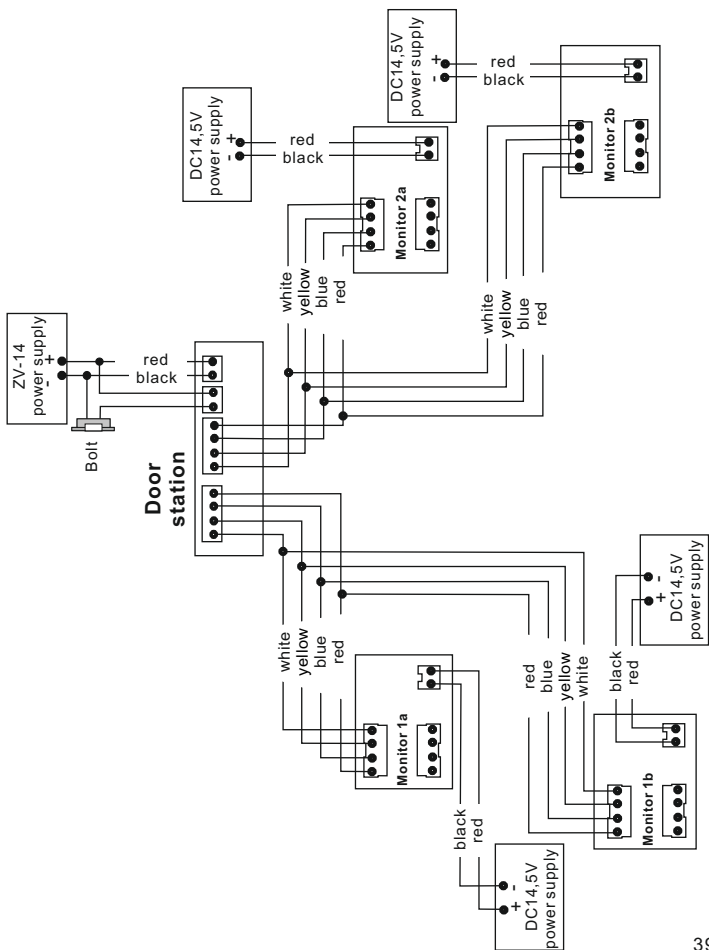 DC14,5V
power supply
+
-
red
black
Monitor 2b
DC14,5V
power supply
+
-
red
black
Monitor 2a
white
yellow
blue
red
white
yellow
blue
red
ZV-14
power supply
+
-
red
black
Bolt
Door
station
white
yellow
blue
red
Monitor 1a
black
red
DC14,5V
power supply
-
+
red
blue
yellow
white
Monitor 1b
black
red
DC14,5V
power supply
-
+
39